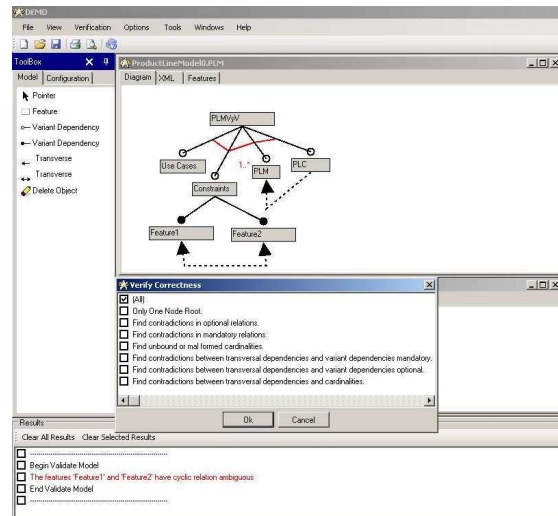 DEMO
File View Verification Options Tools Windows Help
ToolBox
Model Configuration
Pointer
Feature
Variant Dependency
Variant Dependency
Transverse
Transverse
Delete Object
ProductLineModel0.PLM
Diagram XML Features
PLMVyV
Use Cases
1..*
PLM
PLC
Constraints
Feature1
Feature2
Verify Correctness
(All)
Only One Node Root.
Find contradictions in optional relations.
Find contradictions in mandatory relations.
Find unbound or mal formed cardinalities.
Find contradictions between transversal dependencies and variant dependencies mandatory.
Find contradictions between transversal dependencies and variant dependencies optional.
Find contradictions between transversal dependencies and cardinalities.
Ok Cancel
Results
Clear All Results Clear Selected Results
Begin Validate Model
The features 'Feature1' and 'Feature2' have cyclic relation ambiguous
End Validate Model